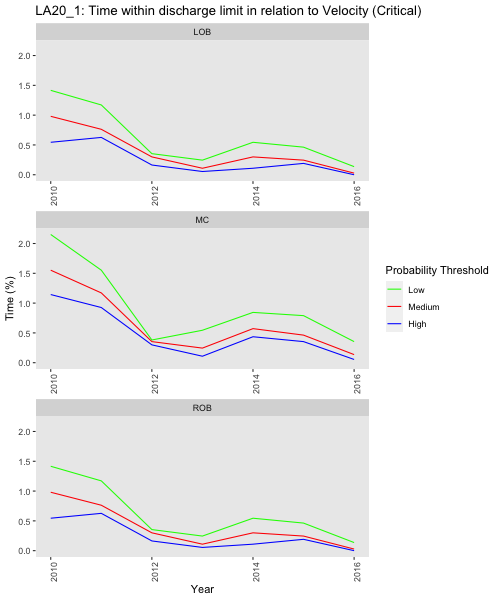 LA20_1: Time within discharge limit in relation to Velocity (Critical)
LOB
2.0
1.5
1.0
0.5
0.0
2010 2012 2014 2016
MC
2.0
1.5
1.0
0.5
0.0
2010 2012 2014 2016
ROB
2.0
1.5
1.0
0.5
0.0
2010 2012 2014 2016
Time (%)
Year
Probability Threshold
Low
Medium
High